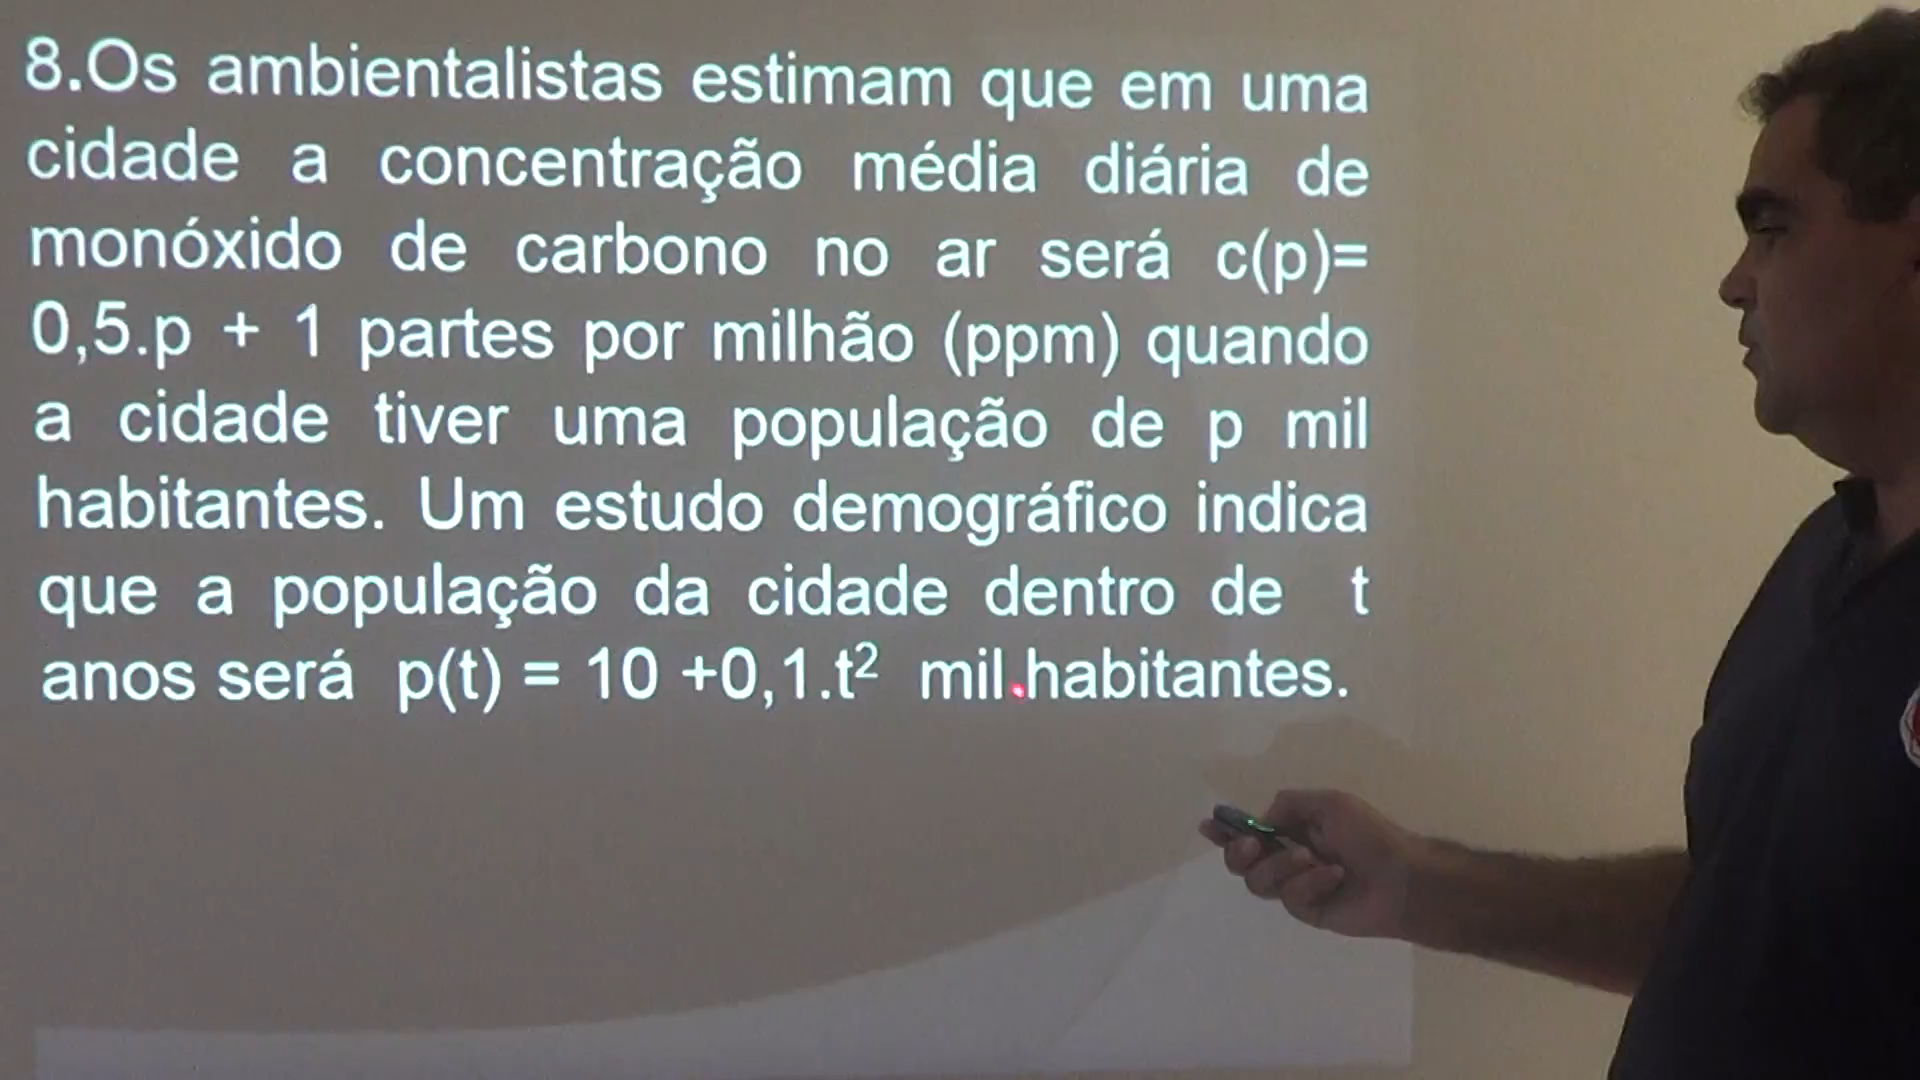 8.Os ambientalistas estimam que em uma
cidade a concentração média diária de
monóxido de carbono no ar será c(p)=
0,5.p + 1 partes por milhão (ppm) quando
a cidade tiver uma população de p mil
habitantes. Um estudo demográfico indica
que a população da cidade dentro de t
anos será p(t) = 10 +0,1.t² mil habitantes.